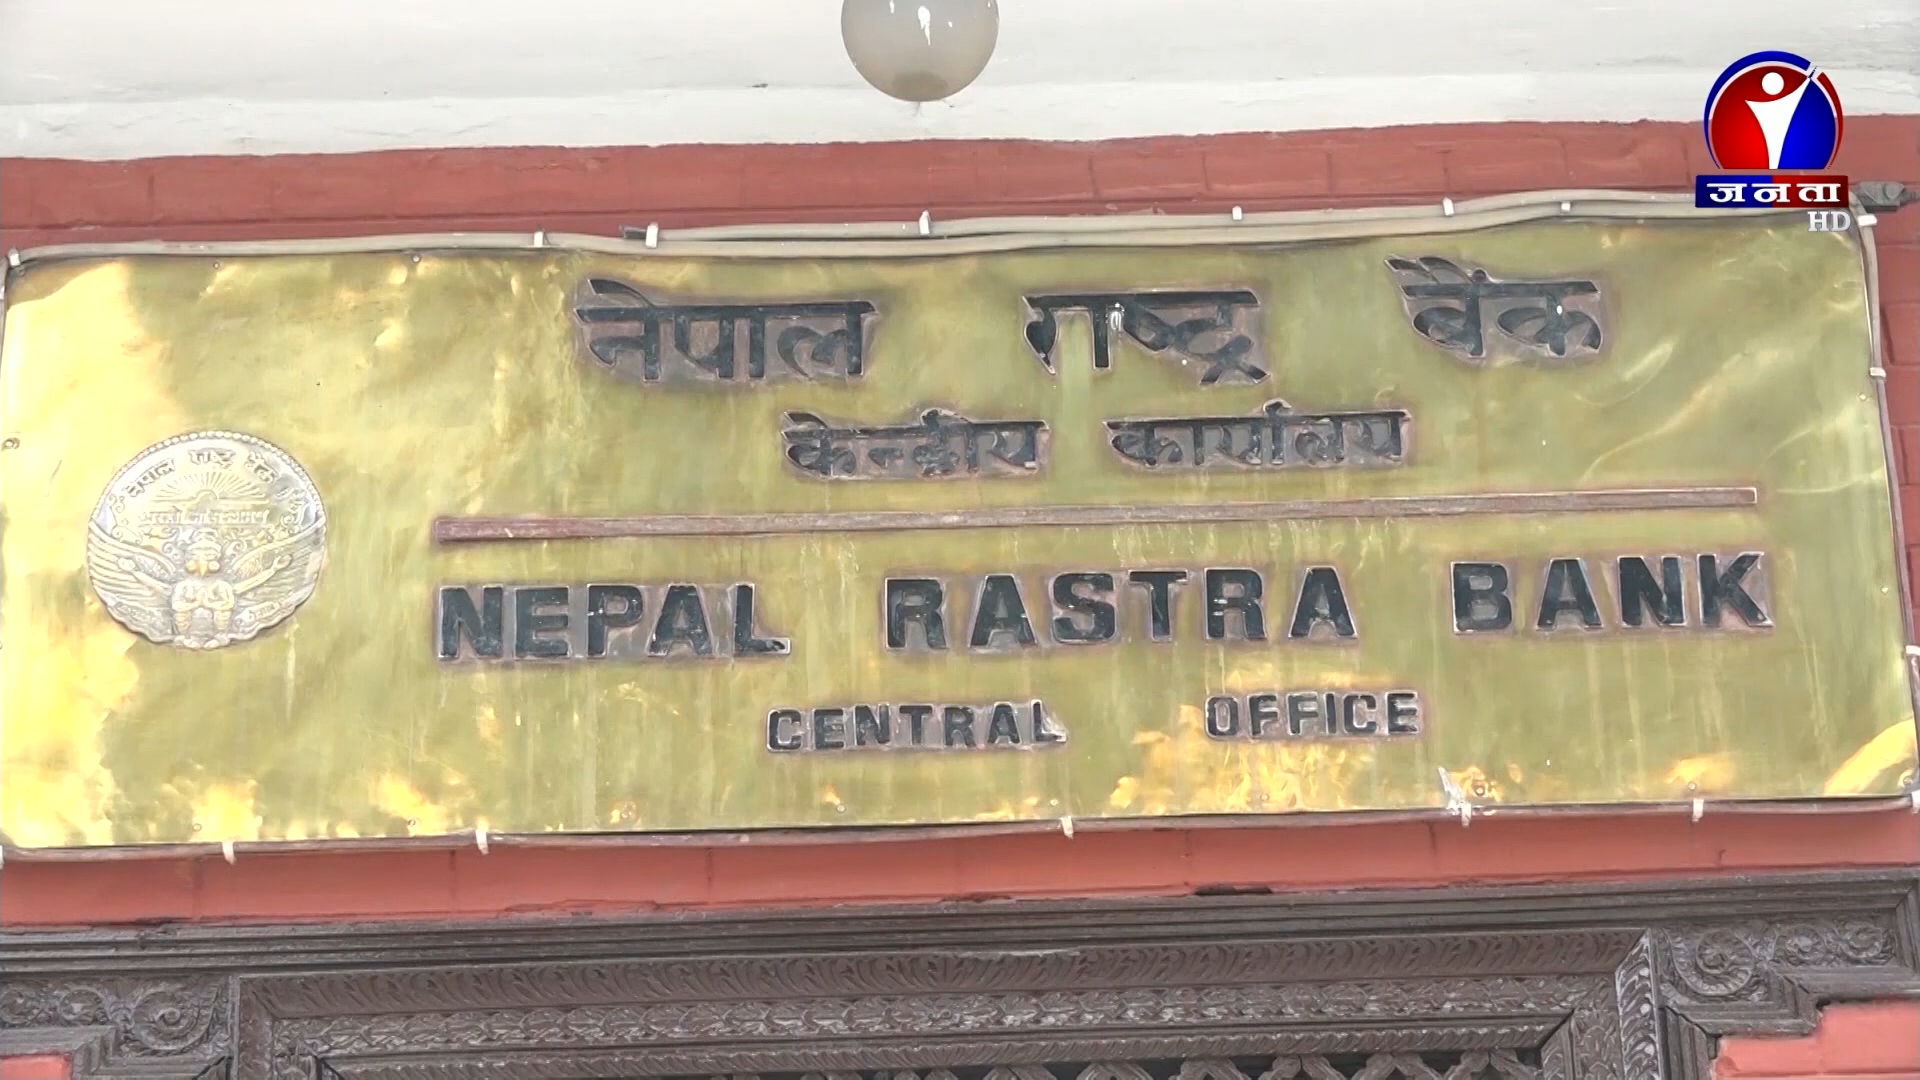 जनता
HD
नेपाल राष्ट्र बैंक
केन्द्रीय कार्यालय
नेपाल राष्ट्र बैंक
NEPAL RASTRA BANK
CENTRAL OFFICE